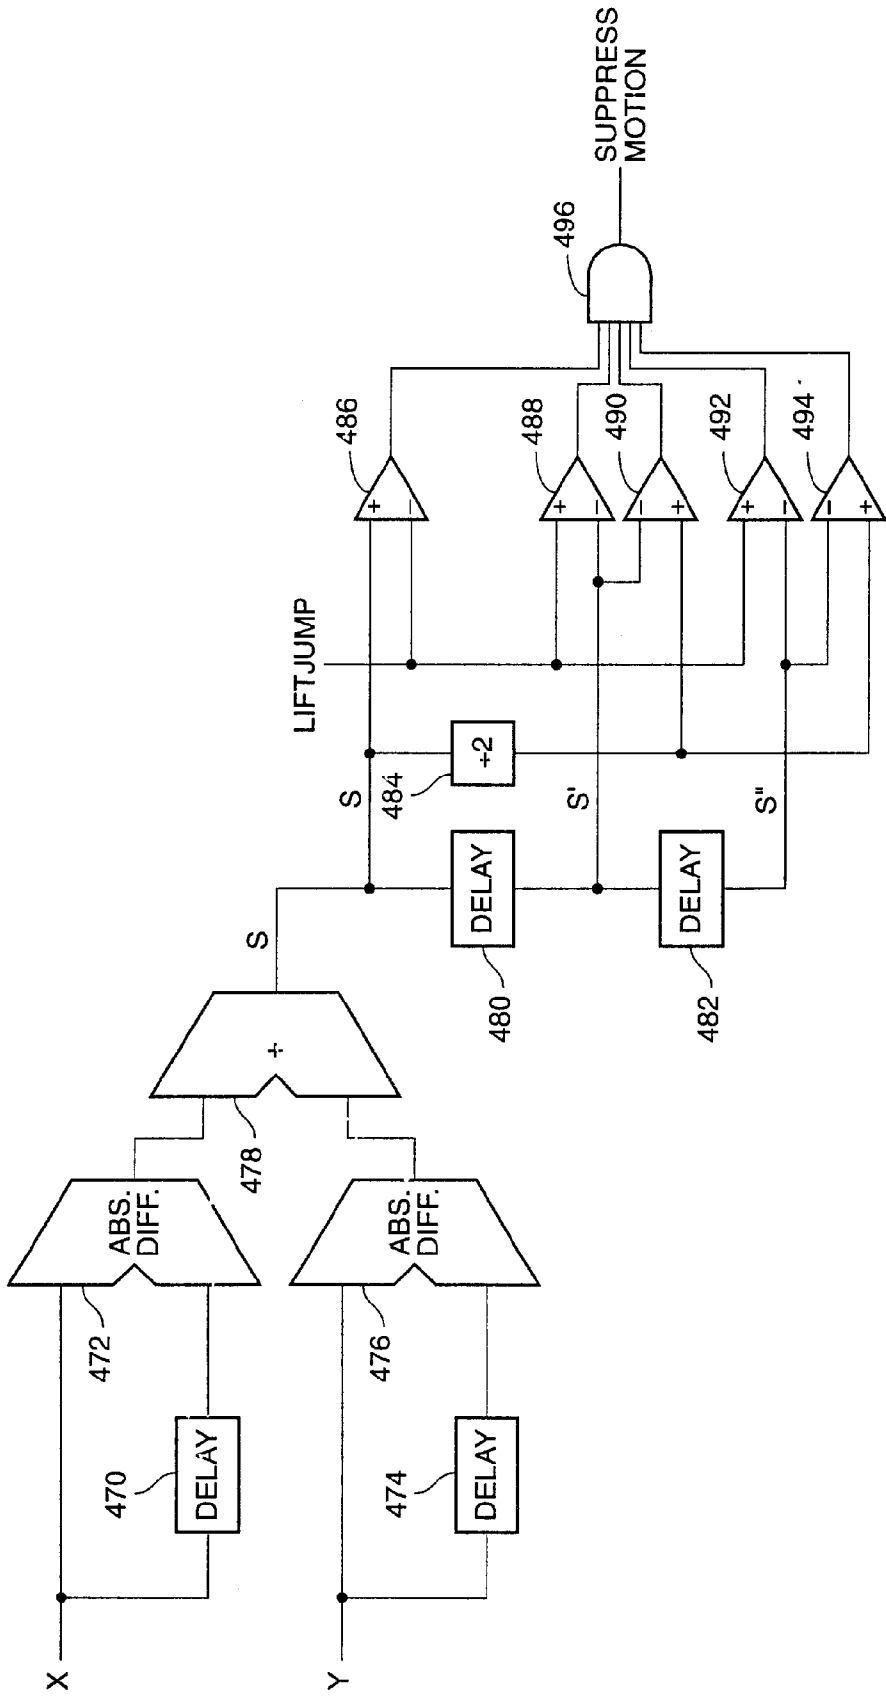 X
470
DELAY
472
ABS.
DIFF.
Y
474
DELAY
476
ABS.
DIFF.
478
+
S
S
480
DELAY
S'
482
DELAY
S"
484
÷2
LIFTJUMP
486
+
−
488
+
−
490
−
+
492
+
−
494
−
+
496
SUPPRESS
MOTION